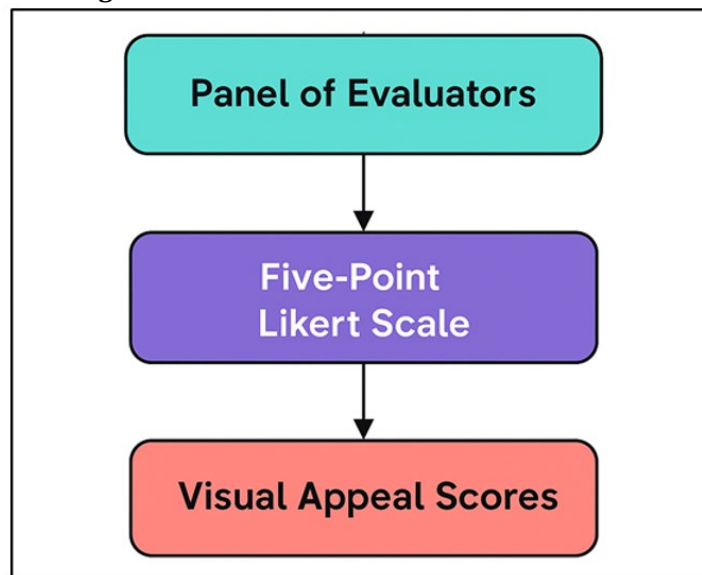 Panel of Evaluators
Five-Point
Likert Scale
Visual Appeal Scores